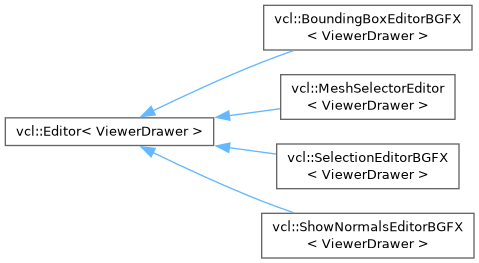 vcl::BoundingBoxEditorBGFX
< ViewerDrawer >
vcl::MeshSelectorEditor
< ViewerDrawer >
vcl::Editor< ViewerDrawer >
vcl::SelectionEditorBGFX
< ViewerDrawer >
vcl::ShowNormalsEditorBGFX
< ViewerDrawer >